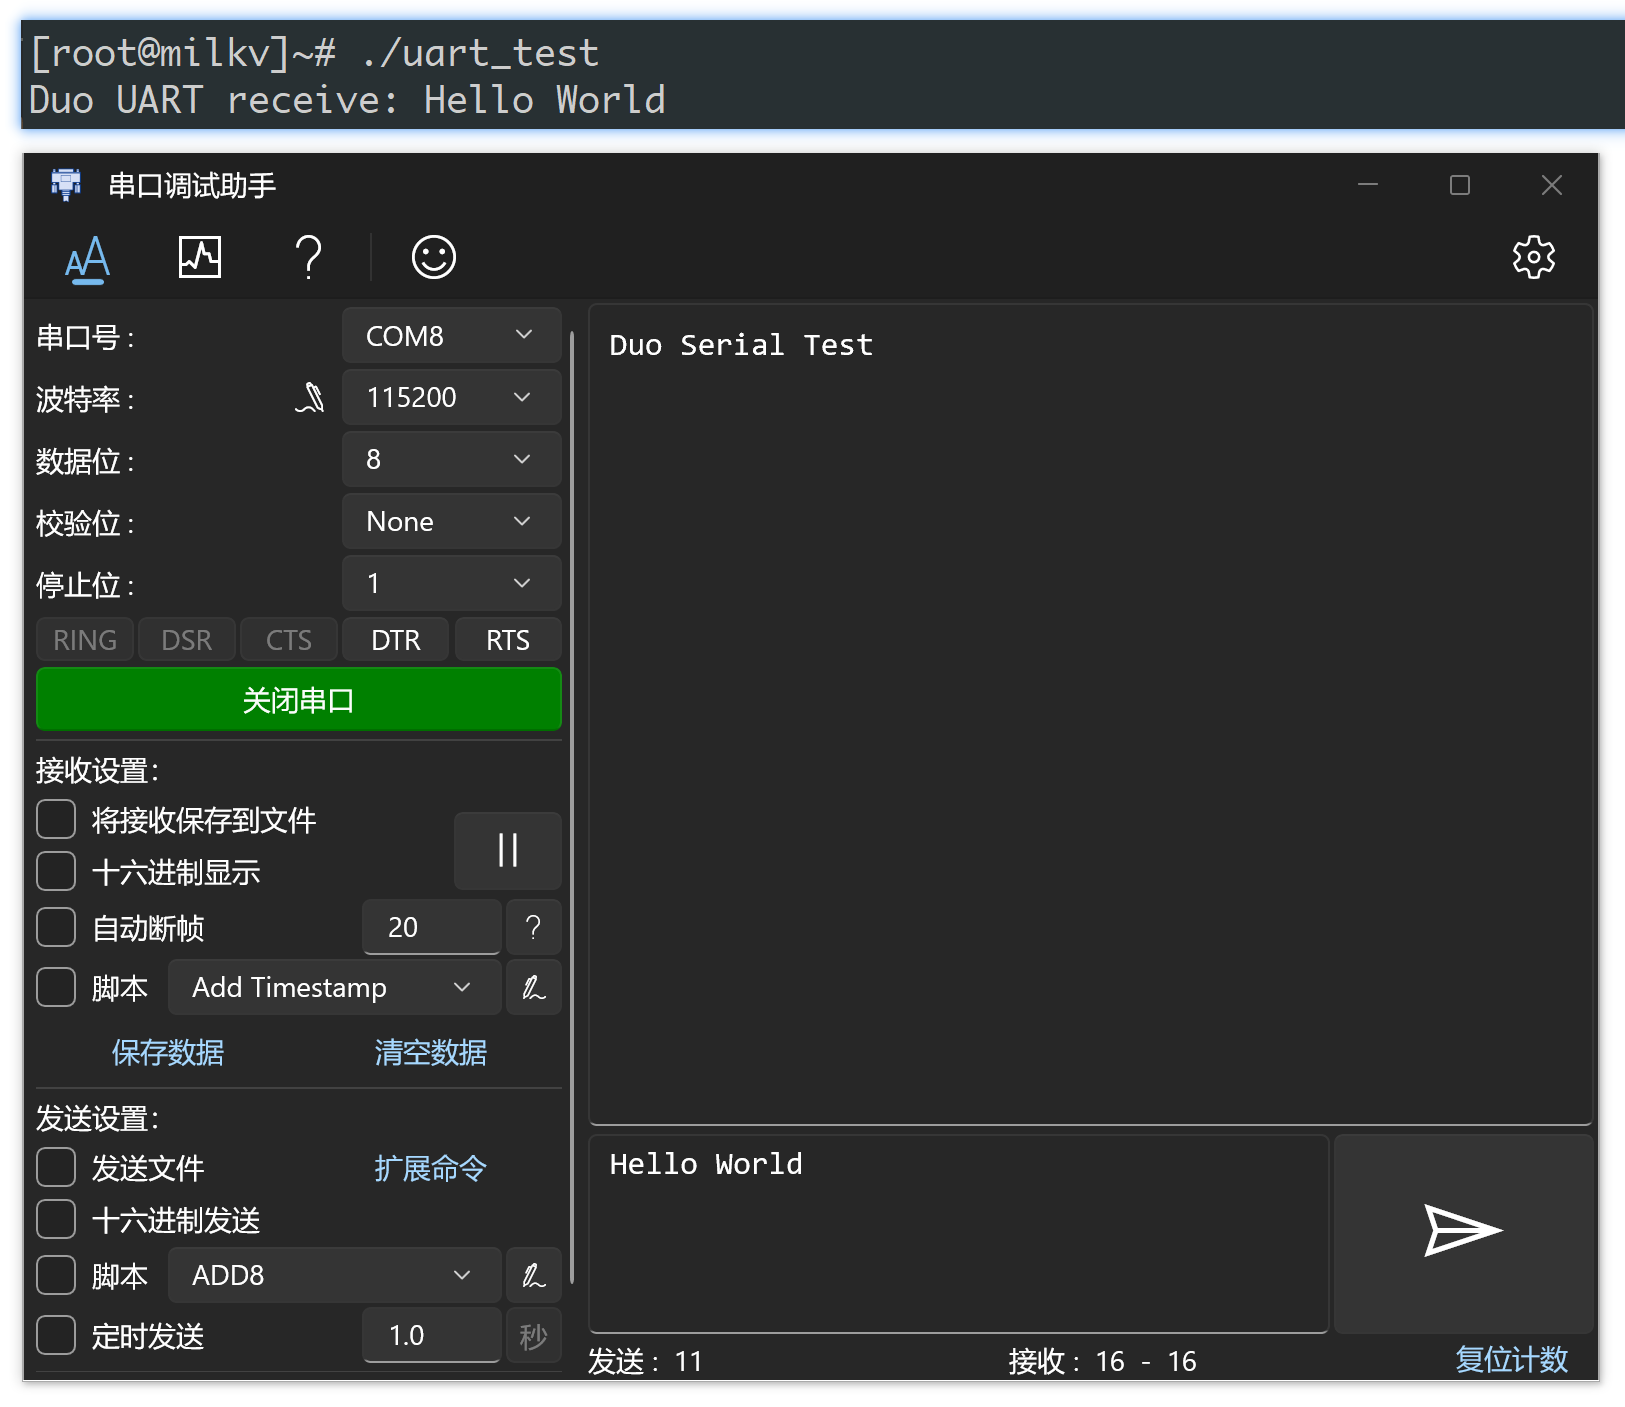 [root@milkv]~# ./uart_test
Duo UART receive: Hello World
串口调试助手
串口号 : COM8
波特率 : 115200
数据位 : 8
校验位 : None
停止位 : 1
RING DSR CTS DTR RTS
关闭串口
接收设置:
将接收保存到文件
十六进制显示
自动断帧 20 ?
脚本 Add Timestamp
保存数据 清空数据
发送设置:
发送文件 扩展命令
十六进制发送
脚本 ADD8
定时发送 1.0 秒
Duo Serial Test
Hello World
发送 : 11 接收 : 16 - 16 复位计数